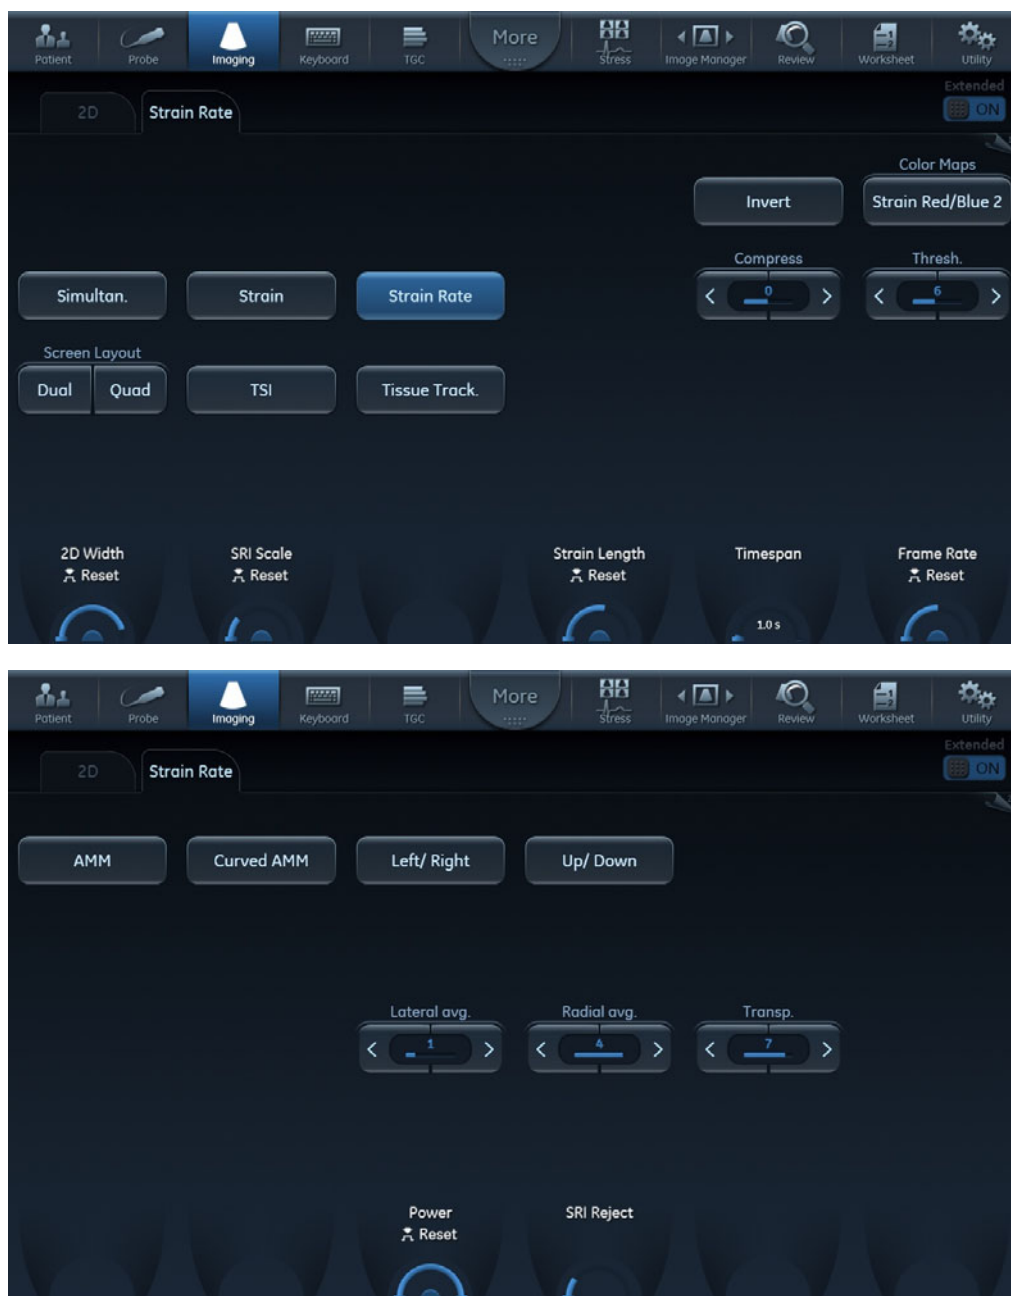 Patient Probe Imaging Keyboard TGC More Stress Image Manager Review Worksheet Utility
Extended
2D Strain Rate ON
Color Maps
Invert Strain Red/Blue 2
Compress Thresh.
Simultan. Strain Strain Rate 0 6
Screen Layout
Dual Quad TSI Tissue Track.
2D Width SRI Scale Strain Length Timespan Frame Rate
Reset Reset Reset Reset
1.0 s
Patient Probe Imaging Keyboard TGC More Stress Image Manager Review Worksheet Utility
Extended
2D Strain Rate ON
AMM Curved AMM Left/ Right Up/ Down
Lateral avg. Radial avg. Transp.
1 4 7
Power SRI Reject
Reset